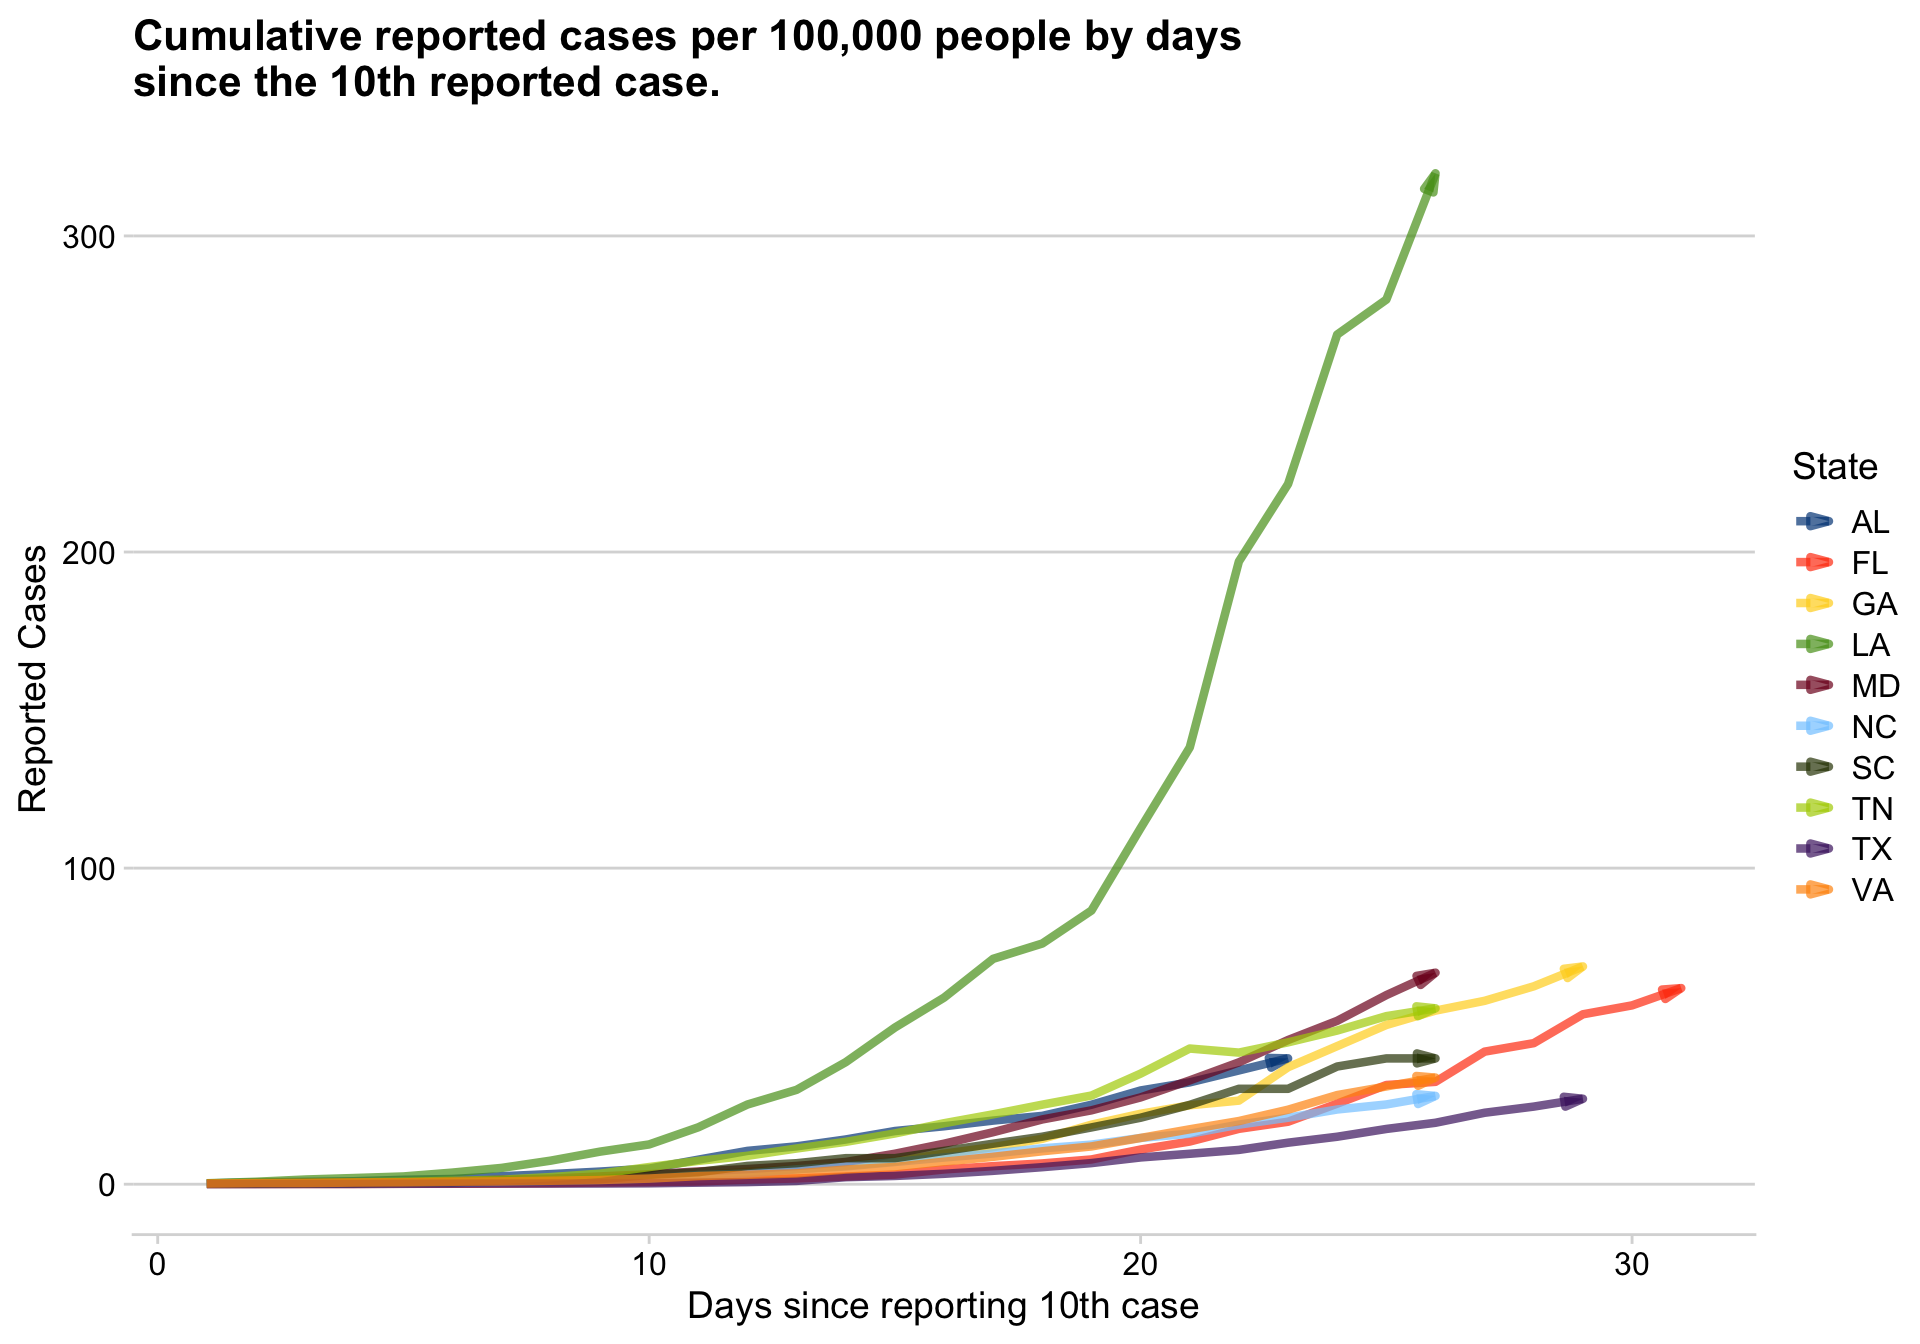 Cumulative reported cases per 100,000 people by days
since the 10th reported case.
300
200
100
0
Reported Cases
0
10
20
30
Days since reporting 10th case
State
AL
FL
GA
LA
MD
NC
SC
TN
TX
VA